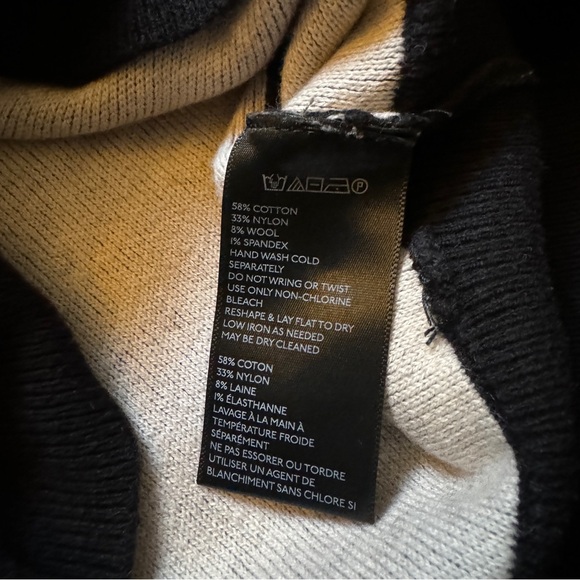 58% COTTON
33% NYLON
8% WOOL
1% SPANDEX
HAND WASH COLD
SEPARATELY
DO NOT WRING OR TWIST
USE ONLY NON-CHLORINE
BLEACH
RESHAPE & LAY FLAT TO DRY
LOW IRON AS NEEDED
MAY BE DRY CLEANED
58% COTON
33% NYLON
8% LAINE
1% ÉLASTHANNE
LAVAGE À LA MAIN À
TEMPÉRATURE FROIDE
SÉPARÉMENT
NE PAS ESSORER OU TORDRE
UTILISER UN AGENT DE
BLANCHIMENT SANS CHLORE SI